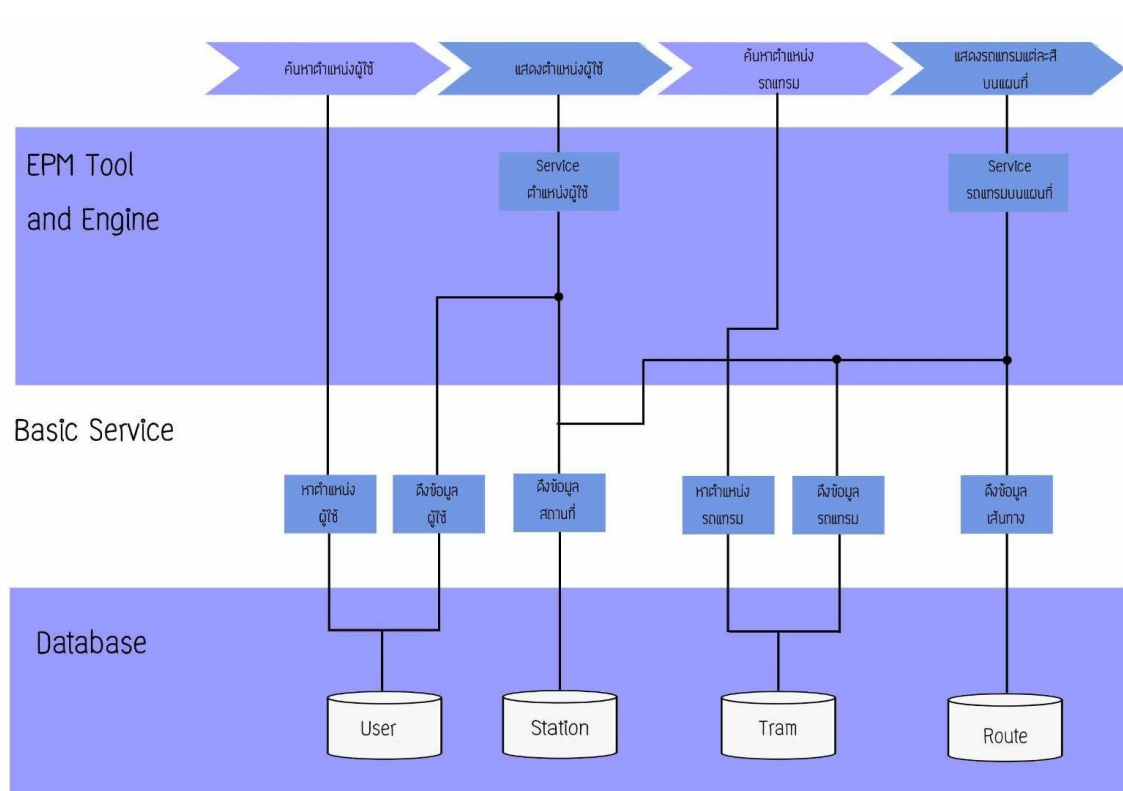 ค้นหาตำแหน่งผู้ใช้
แสดงตำแหน่งผู้ใช้
ค้นหาตำแหน่ง
รถแทรม
แสดงรถแทรมแต่ละสี
บนแผนที่
EPM Tool
and Engine
Service
ตำแหน่งผู้ใช้
Service
รถแทรมบนแผนที่
Basic Service
หาตำแหน่ง
ผู้ใช้
ดึงข้อมูล
ผู้ใช้
ดึงข้อมูล
สถานที่
หาตำแหน่ง
รถแทรม
ดึงข้อมูล
รถแทรม
ดึงข้อมูล
เส้นทาง
Database
User
Station
Tram
Route